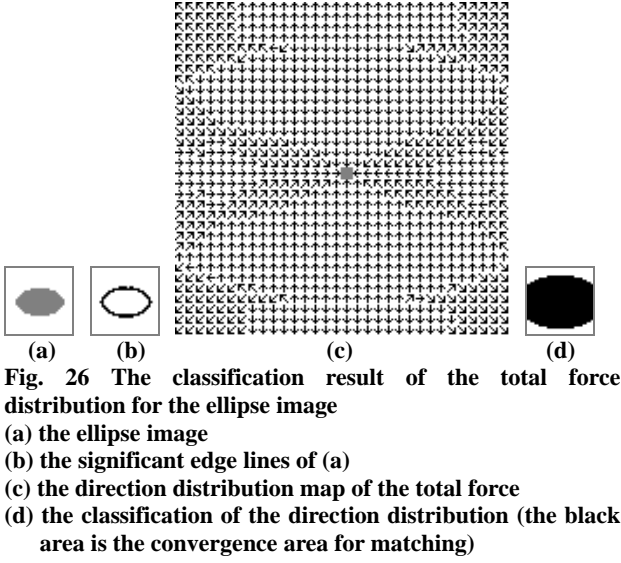 (a) (b) (c) (d)
Fig. 26 The classification result of the total force
distribution for the ellipse image
(a) the ellipse image
(b) the significant edge lines of (a)
(c) the direction distribution map of the total force
(d) the classification of the direction distribution (the black
area is the convergence area for matching)